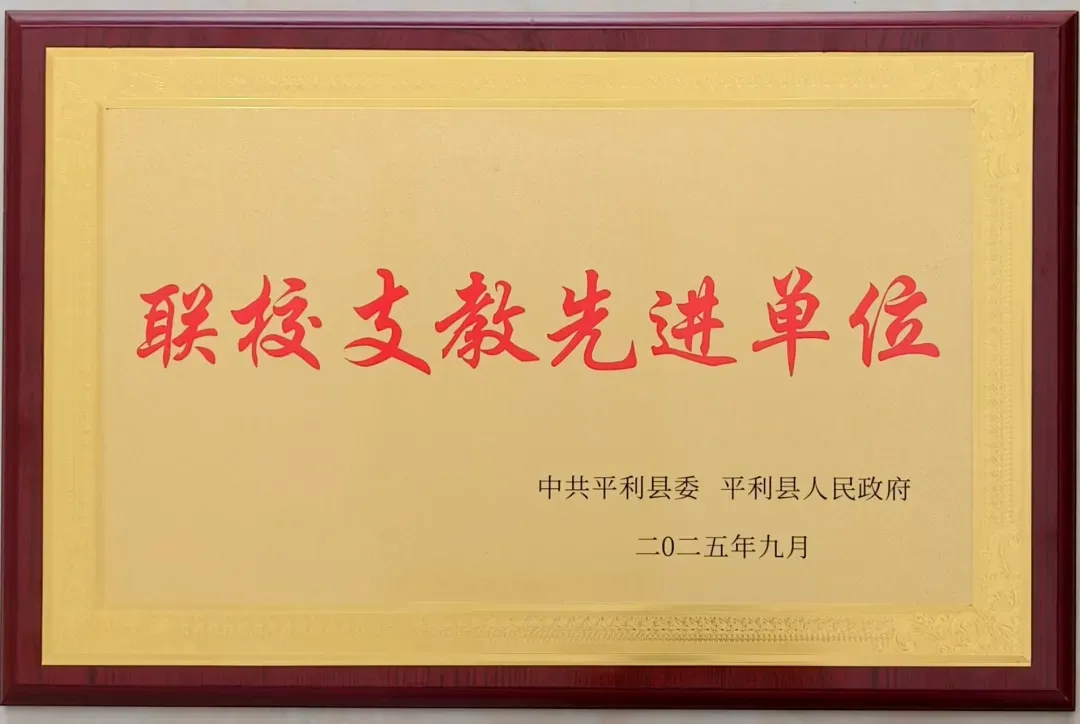 联校支教先进单位
中共平利县委 平利县人民政府
二0二五年九月